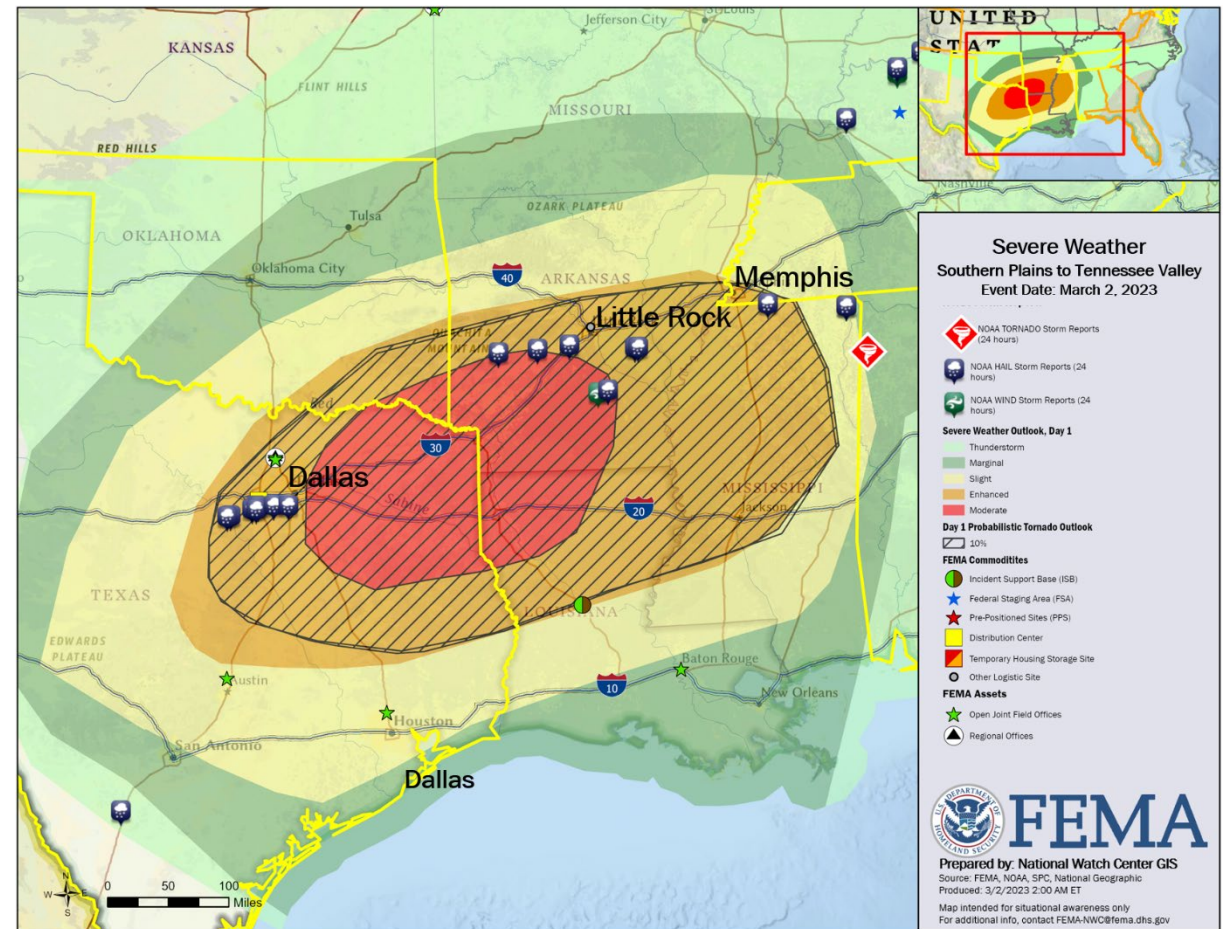 Jefferson City
St Louis
KANSAS
FLINT HILLS
MISSOURI
RED HILLS
Tulsa
OZARK PLATEAU
OKLAHOMA
Oklahoma City
40
ARKANSAS
Memphis
Little Rock
MOUNTAIN
Nashville
Red
30
Dallas
Sabine
20
MISSISSIPPI
Jackson
TEXAS
LOUISIANA
EDWARDS
PLATEAU
Austin
Baton Rouge
10
New Orleans
Houston
San Antonio
Dallas
N
W
E
S
0 50 100
Miles
UNITED
STAT
Severe Weather
Southern Plains to Tennessee Valley
Event Date: March 2, 2023
NOAA TORNADO Storm Reports
(24 hours)
NOAA HAIL Storm Reports (24
hours)
NOAA WIND Storm Reports (24
hours)
Severe Weather Outlook, Day 1
Thunderstorm
Marginal
Slight
Enhanced
Moderate
Day 1 Probabilistic Tornado Outlook
10%
FEMA Commoditites
Incident Support Base (ISB)
Federal Staging Area (FSA)
Pre-Positioned Sites (PPS)
Distribution Center
Temporary Housing Storage Site
Other Logistic Site
FEMA Assets
Open Joint Field Offices
Regional Offices
U.S. DEPARTMENT OF
HOMELAND SECURITY
FEMA
Prepared by: National Watch Center GIS
Source: FEMA, NOAA, SPC, National Geographic
Produced: 3/2/2023 2:00 AM ET
Map intended for situational awareness only
For additional info, contact FEMA-NWC@fema.dhs.gov